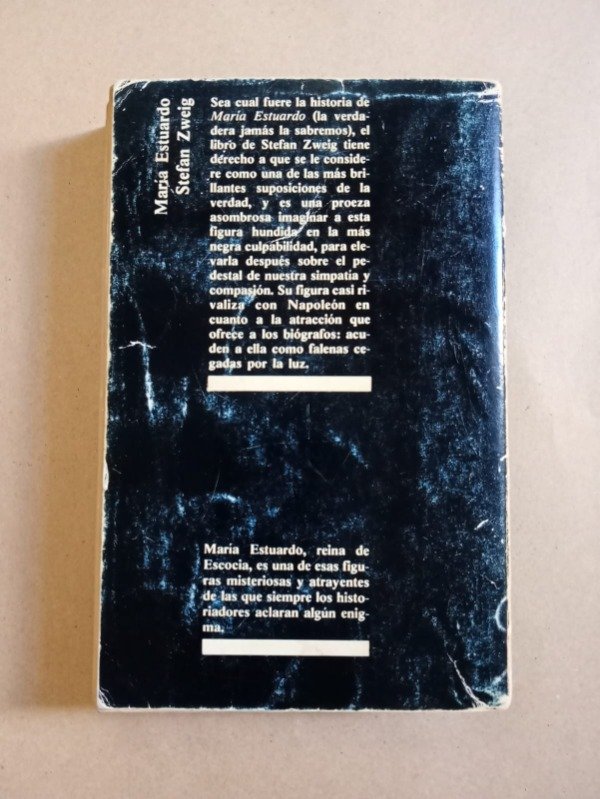 María Estuardo
Stefan Zweig
Sea cual fuere la historia de
María Estuardo (la verda-
dera jamás la sabremos), el
libro de Stefan Zweig tiene
derecho a que se le conside-
re como una de las más bri-
llantes suposiciones de la
verdad, y es una proeza
asombrosa imaginar a esta
figura hundida en la más
negra culpabilidad, para ele-
varla después sobre el pe-
destal de nuestra simpatía y
compasión. Su figura casi ri-
valiza con Napoleón en
cuanto a la atracción que
ofrece a los biógrafos: acu-
den a ella como falenas ce-
gadas por la luz.
María Estuardo, reina de
Escocia, es una de esas figu-
ras misteriosas y atrayentes
de las que siempre los histo-
riadores aclaran algún enig-
ma.